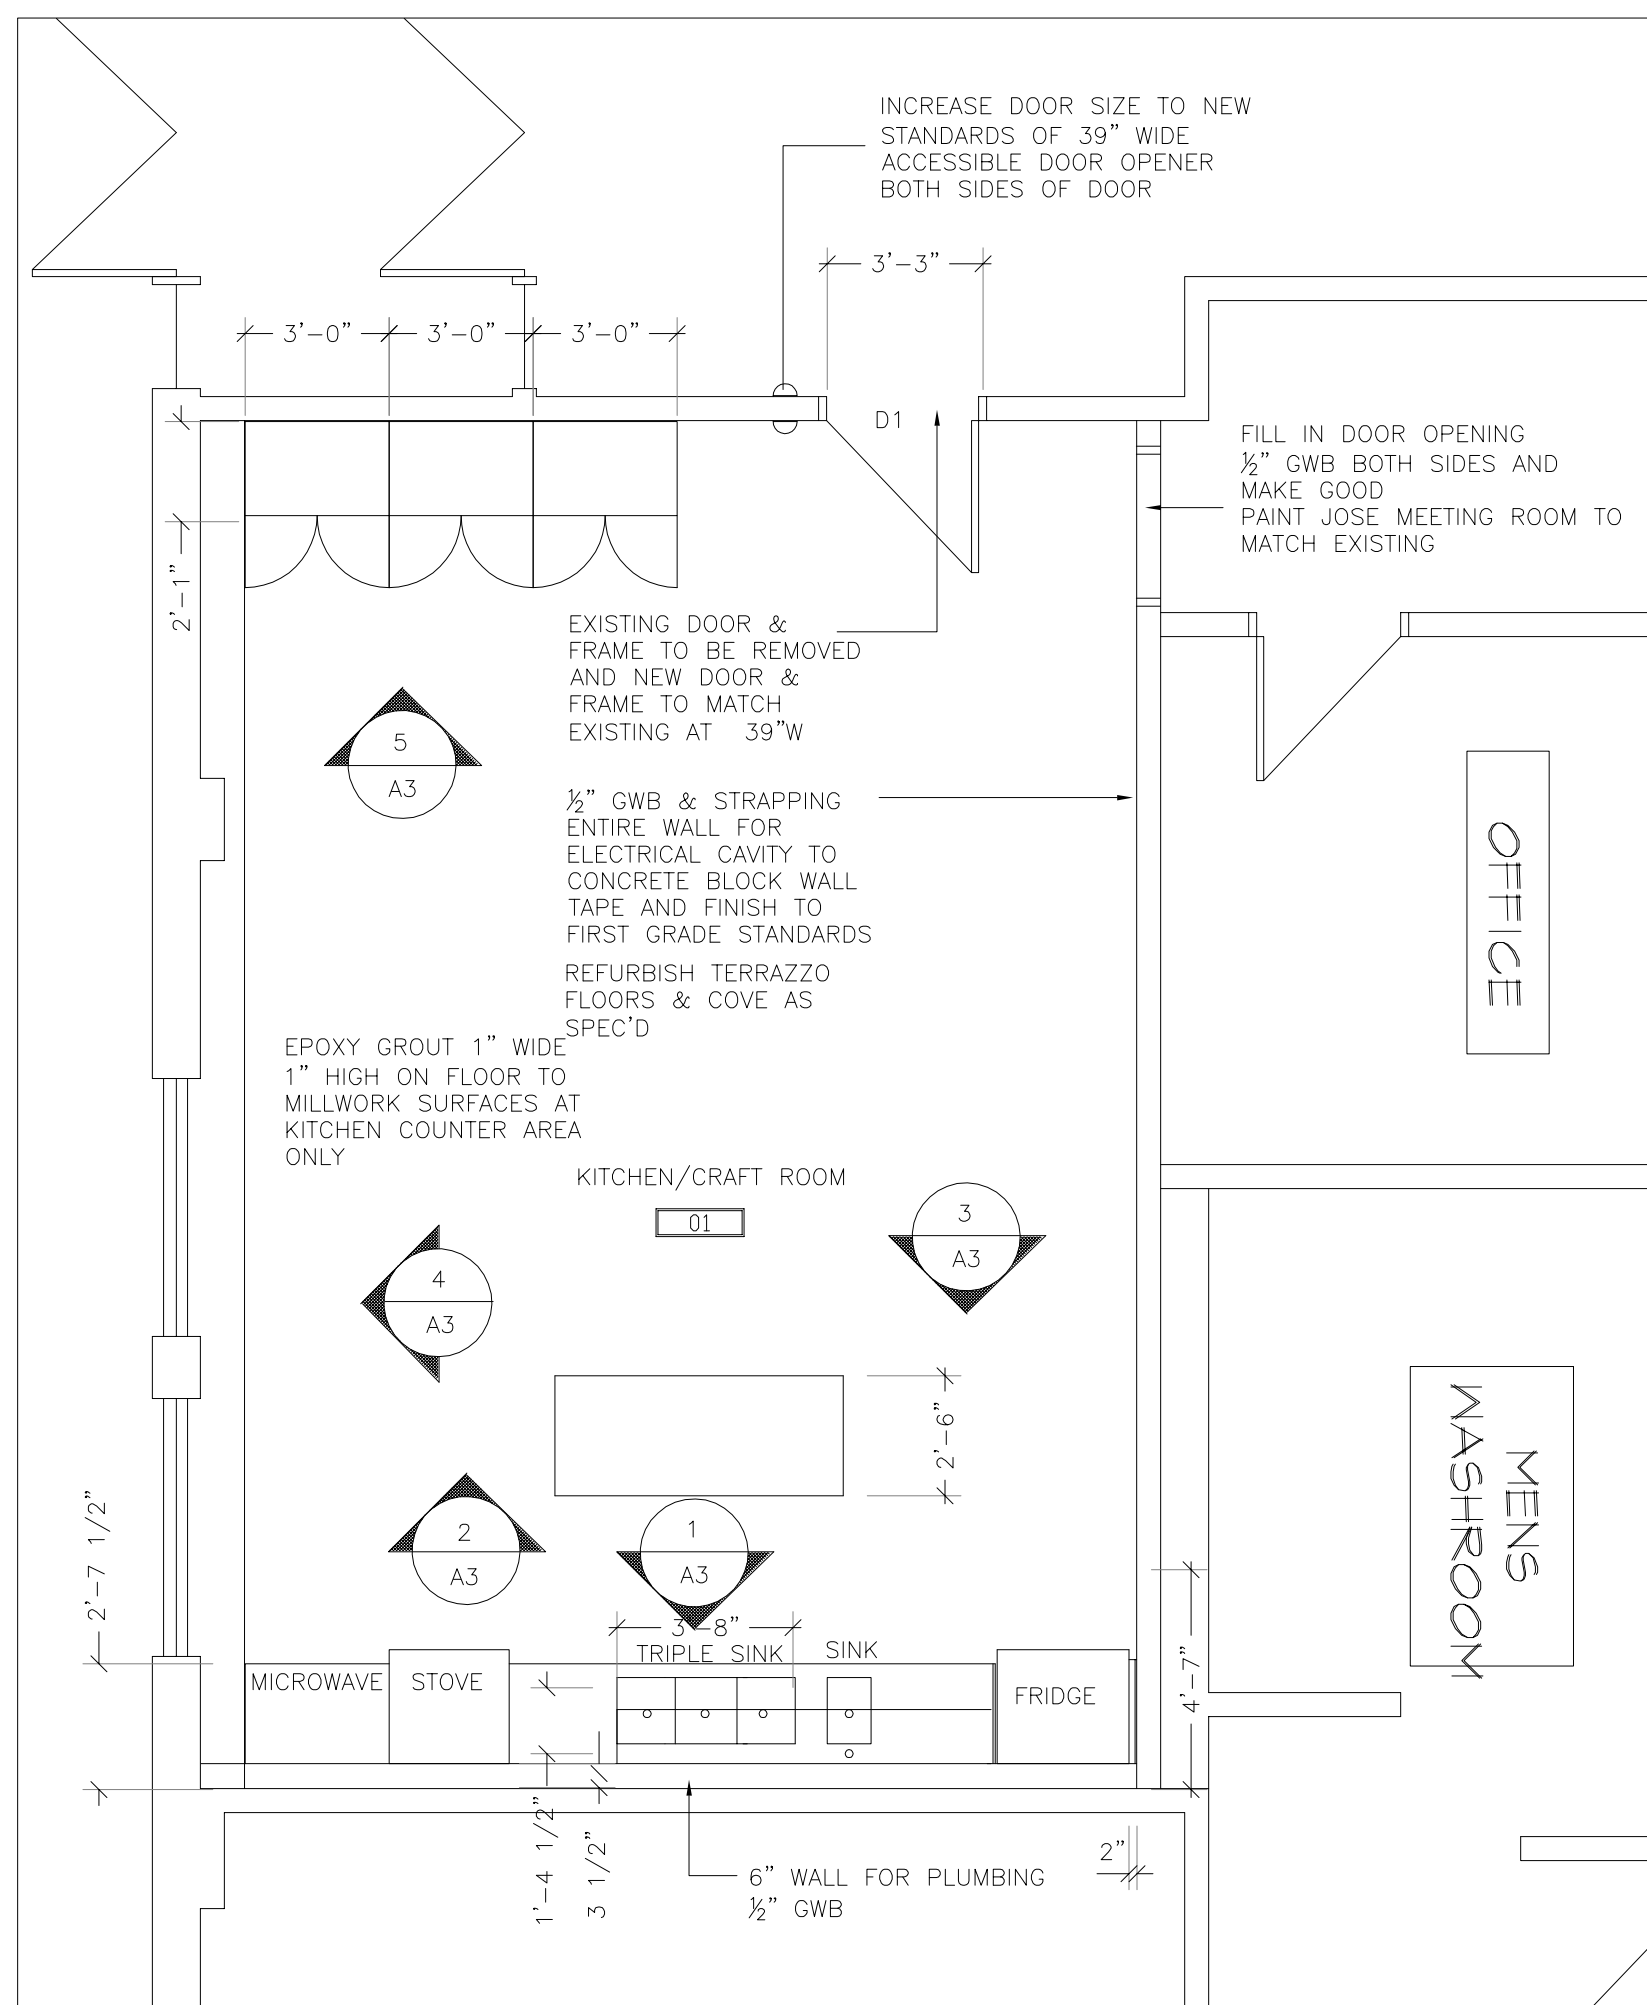 INCREASE DOOR SIZE TO NEW
STANDARDS OF 39” WIDE
ACCESSIBLE DOOR OPENER
BOTH SIDES OF DOOR
3’-3”
3’-0”
3’-0”
3’-0”
D1
FILL IN DOOR OPENING
½” GWB BOTH SIDES AND
MAKE GOOD
PAINT JOSE MEETING ROOM TO
MATCH EXISTING
2’-1”
EXISTING DOOR &
FRAME TO BE REMOVED
AND NEW DOOR &
FRAME TO MATCH
EXISTING AT 39”W
5
A3
½” GWB & STRAPPING
ENTIRE WALL FOR
ELECTRICAL CAVITY TO
CONCRETE BLOCK WALL
TAPE AND FINISH TO
FIRST GRADE STANDARDS
OFFICE
REFURBISH TERRAZZO
FLOORS & COVE AS
SPEC’D
EPOXY GROUT 1” WIDE
1” HIGH ON FLOOR TO
MILLWORK SURFACES AT
KITCHEN COUNTER AREA
ONLY
KITCHEN/CRAFT ROOM
01
3
A3
4
A3
2’-6”
MENS
WASHROOM
2
A3
1
A3
2’-7 1/2”
3’-8”
TRIPLE SINK
SINK
MICROWAVE
STOVE
FRIDGE
4’-7”
1’-4 1/2”
3 1/2”
2”
6” WALL FOR PLUMBING
½” GWB